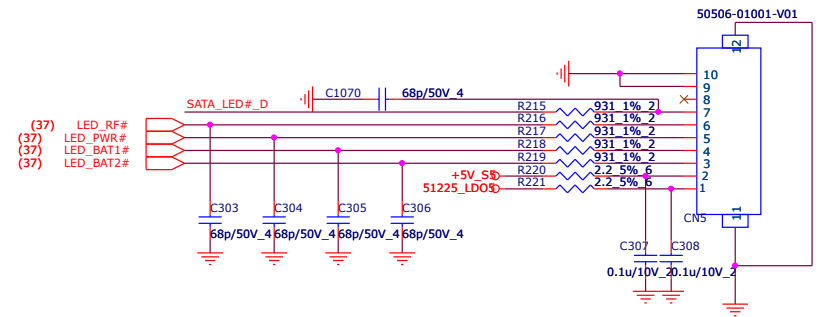 50506-01001-V01
12
10
9
C1070 68p/50V_4
8
SATA_LED#_D
R215 931_1%_2
7
(37) LED_RF#
R216 931_1%_2
6
(37) LED_PWR#
R217 931_1%_2
5
(37) LED_BAT1#
R218 931_1%_2
4
(37) LED_BAT2#
R219 931_1%_2
3
+5V_S5
R220 2.2_5%_6
2
51225_LDO5
R221 2.2_5%_6
1
11
CN5
C303 C304 C305 C306
68p/50V_4 68p/50V_4 68p/50V_4 68p/50V_4
C307 C308
0.1u/10V_2 0.1u/10V_2